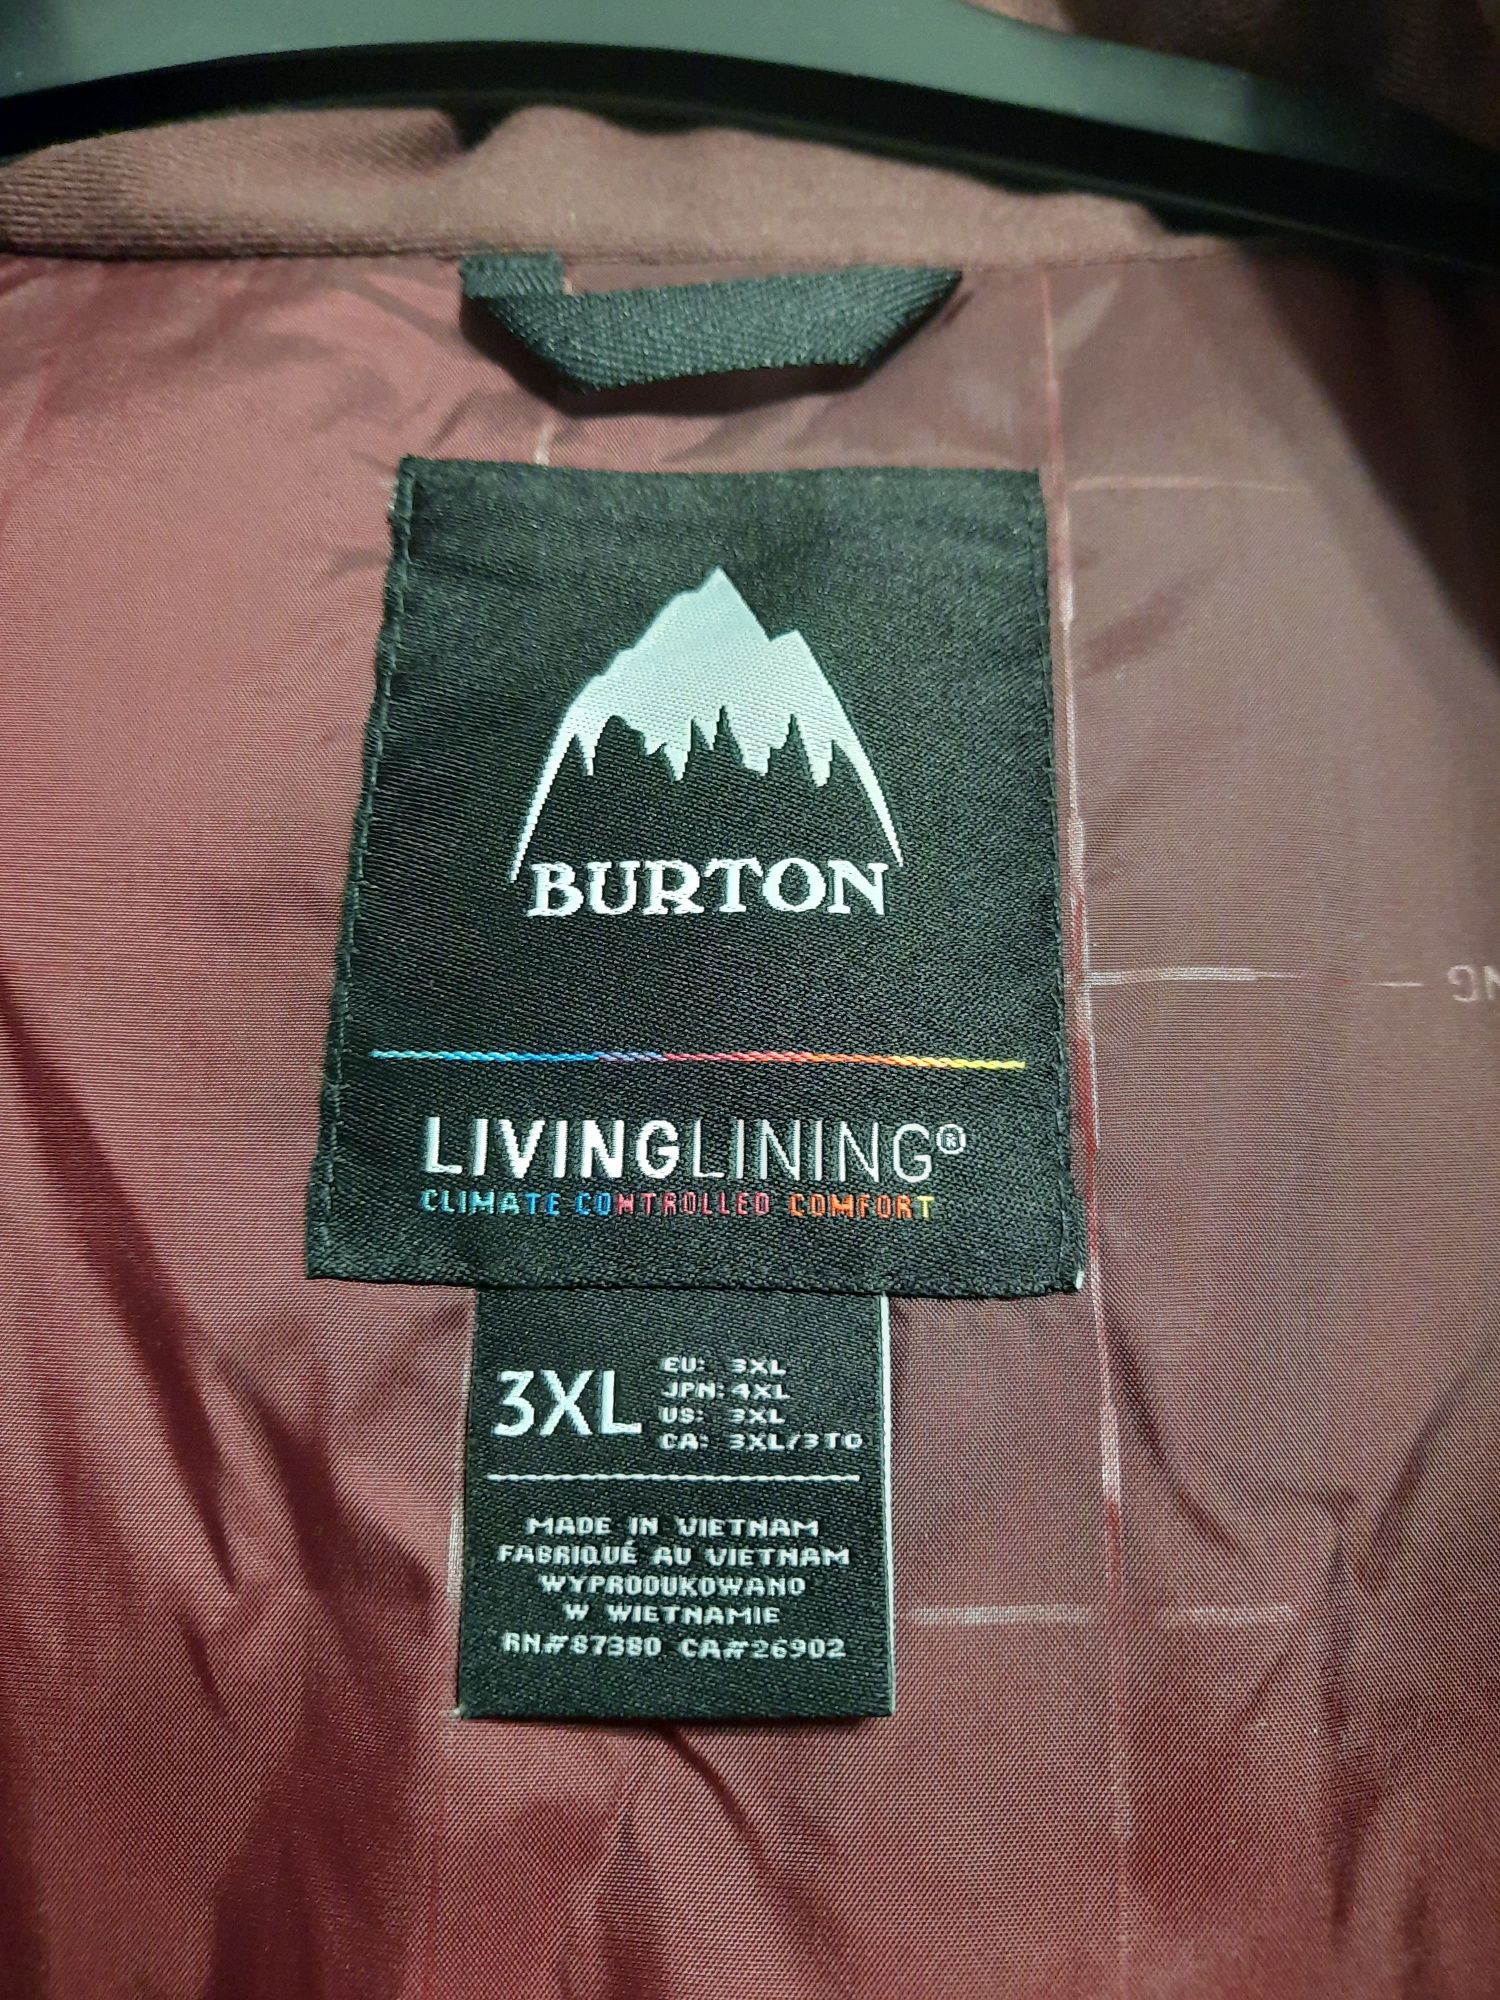 BURTON
LIVINGLINING®
CLIMATE CONTROLLED COMFORT
3XL
EU: 3XL
JPN: 4XL
US: 3XL
CA: 3XL/3TG
MADE IN VIETNAM
FABRIQUÉ AU VIETNAM
WYPRODUKOWANO
W WIETNAMIE
RN#87380 CA#26902